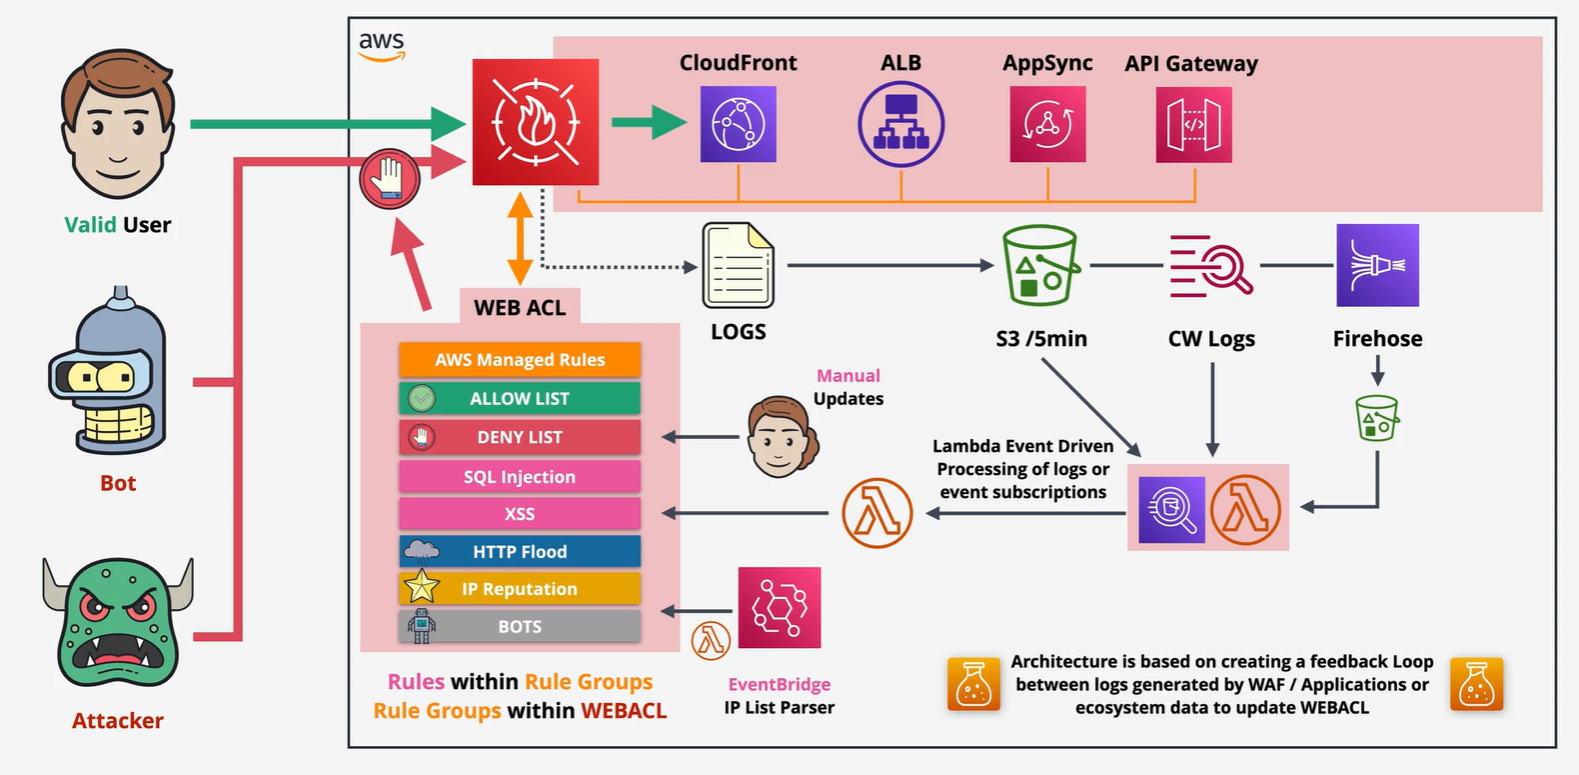 aws
CloudFront
ALB
AppSync
API Gateway
</>
Valid User
WEB ACL
LOGS
S3 /5min
CW Logs
Firehose
AWS Managed Rules
ALLOW LIST
DENY LIST
SQL Injection
XSS
HTTP Flood
IP Reputation
BOTS
Manual
Updates
Lambda Event Driven
Processing of logs or
event subscriptions
Bot
Attacker
Rules within Rule Groups
Rule Groups within WEBACL
EventBridge
IP List Parser
Architecture is based on creating a feedback Loop
between logs generated by WAF / Applications or
ecosystem data to update WEBACL